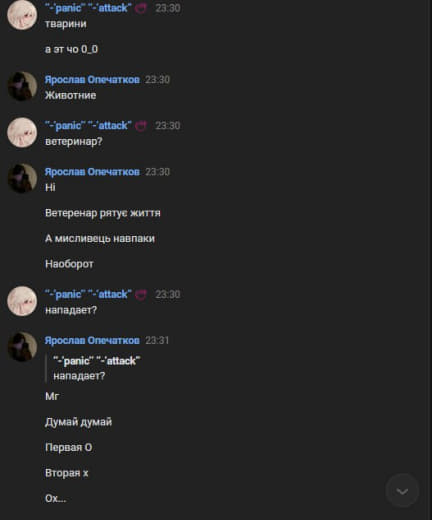 "-'panic" "-'attack" 23:30
тварини
а эт чо 0_0
Ярослав Опечатков 23:30
Животние
"-'panic" "-'attack" 23:30
ветеринар?
Ярослав Опечатков 23:30
Ні
Ветеренар рятує життя
А мисливець навпаки
Наоборот
"-'panic" "-'attack" 23:30
нападает?
Ярослав Опечатков 23:31
"-'panic" "-'attack"
нападает?
Мг
Думай думай
Первая О
Вторая х
Ох...